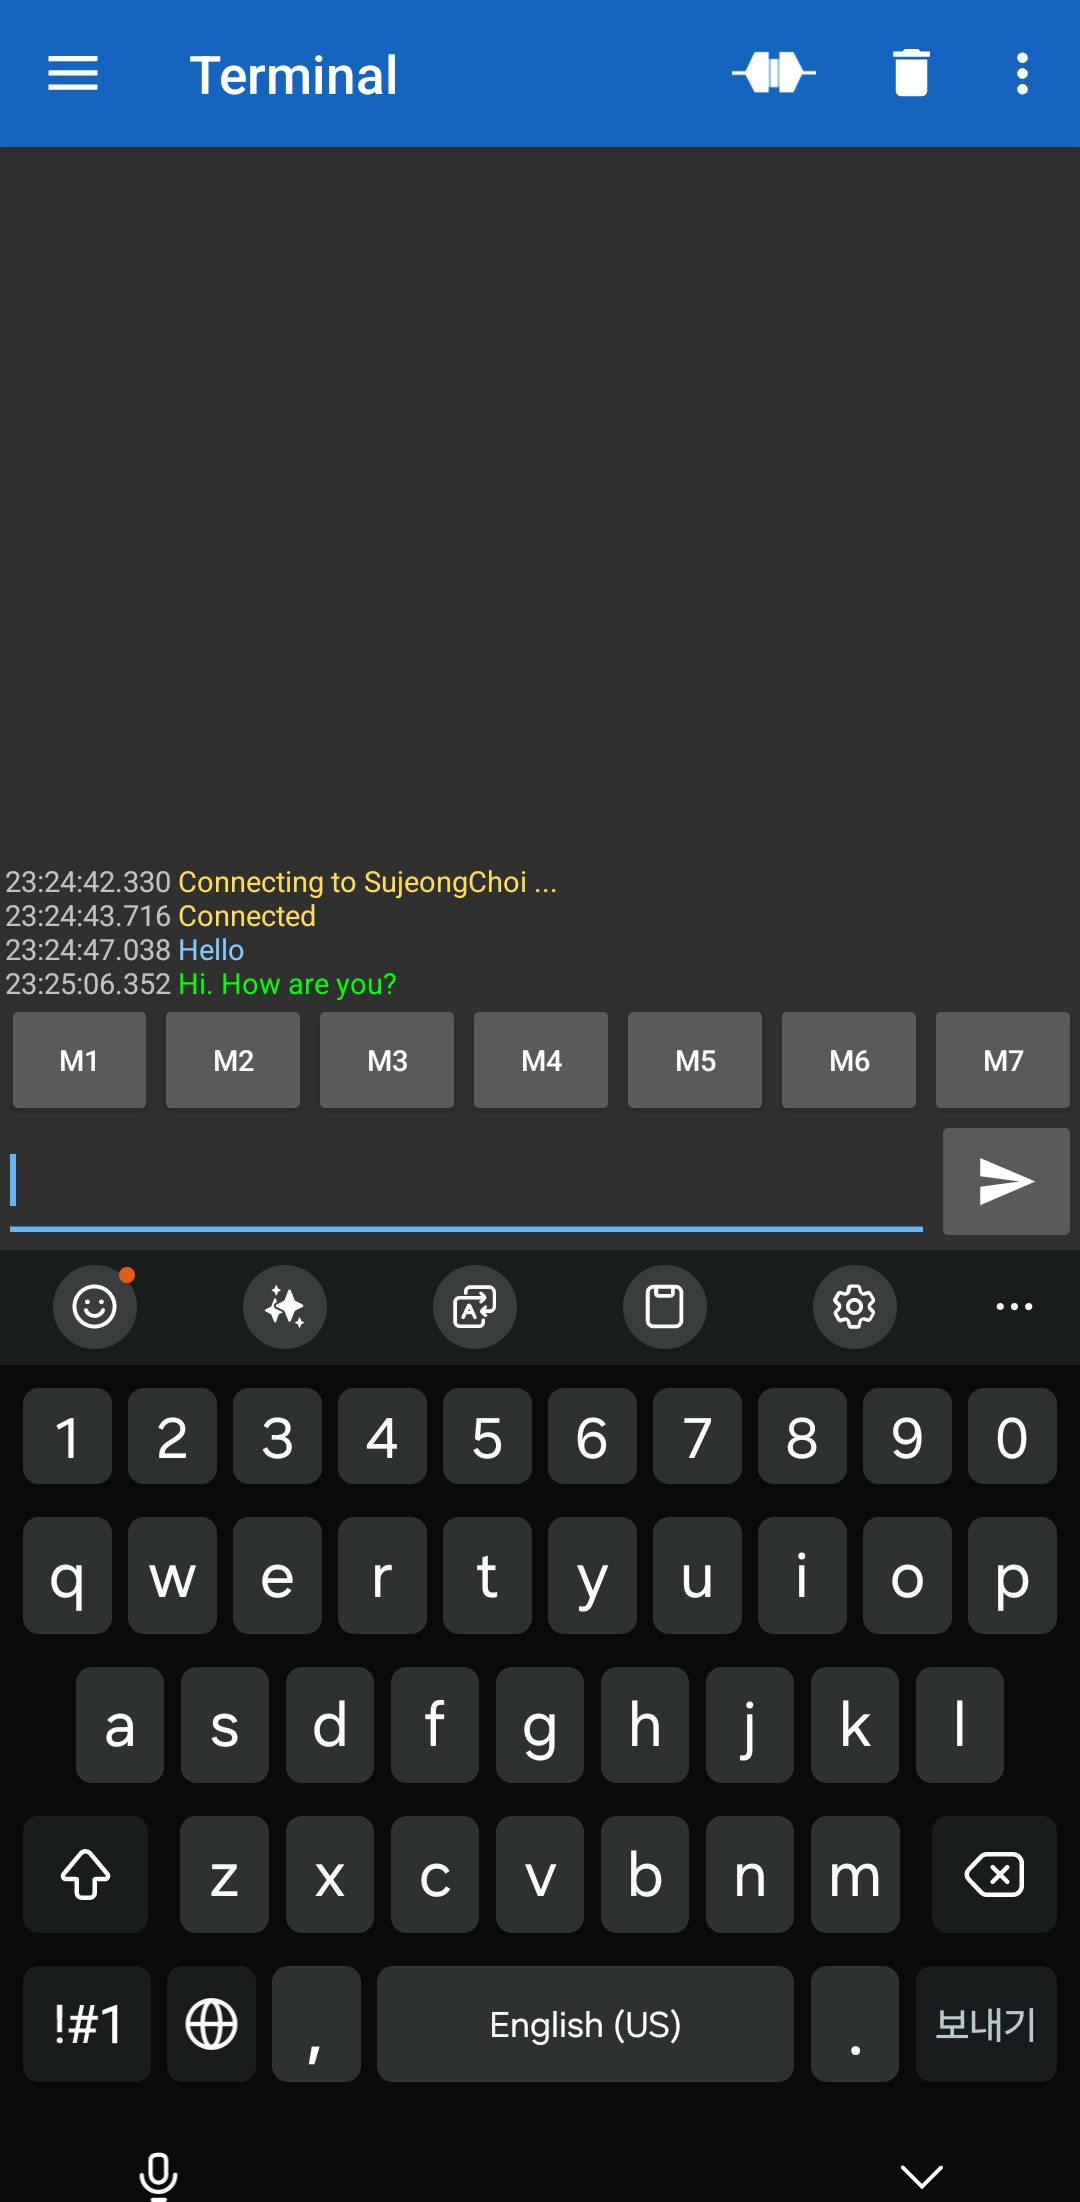 Terminal
23:24:42.330 Connecting to SujeongChoi ...
23:24:43.716 Connected
23:24:47.038 Hello
23:25:06.352 Hi. How are you?
M1 M2 M3 M4 M5 M6 M7
1 2 3 4 5 6 7 8 9 0
q w e r t y u i o p
a s d f g h j k l
z x c v b n m
!#1 , English (US) . 보내기